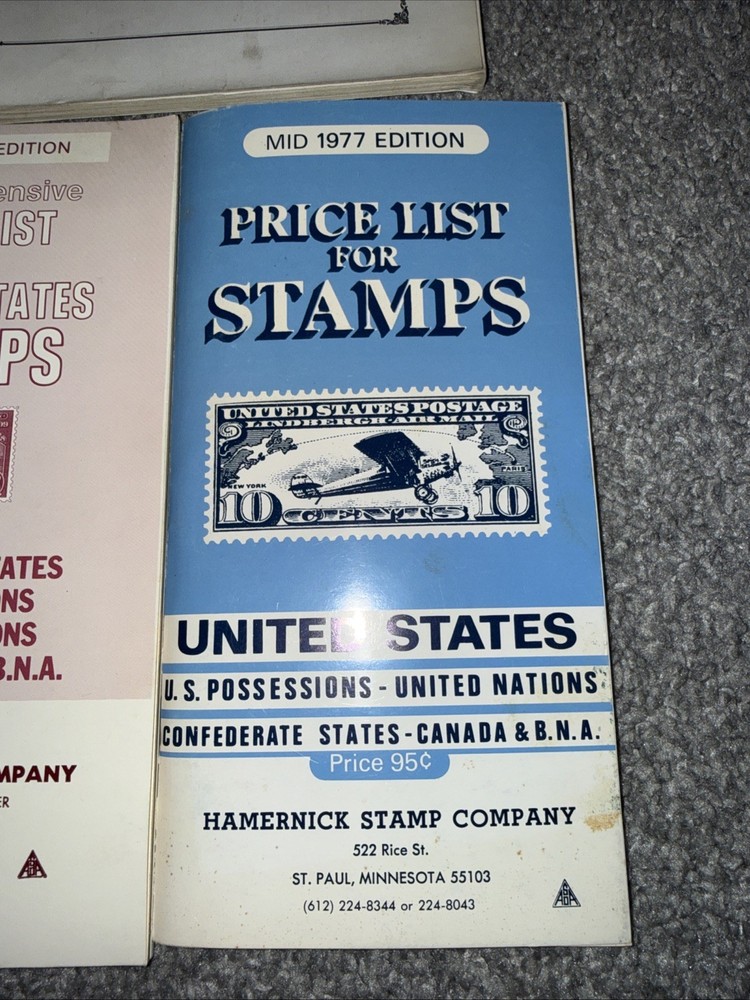 EDITION
ensive
IST
TATES
PS
ATES
NS
ONS
B.N.A.
MPANY
ER
MID 1977 EDITION
PRICE LIST
FOR
STAMPS
UNITED STATES POSTAGE
LINDBERGH AIR MAIL
NEW YORK
PARIS
10 CENTS 10
UNITED STATES
U.S. POSSESSIONS - UNITED NATIONS
CONFEDERATE STATES - CANADA & B.N.A.
Price 95¢
HAMERNICK STAMP COMPANY
522 Rice St.
ST. PAUL, MINNESOTA 55103
(612) 224-8344 or 224-8043
ASDA